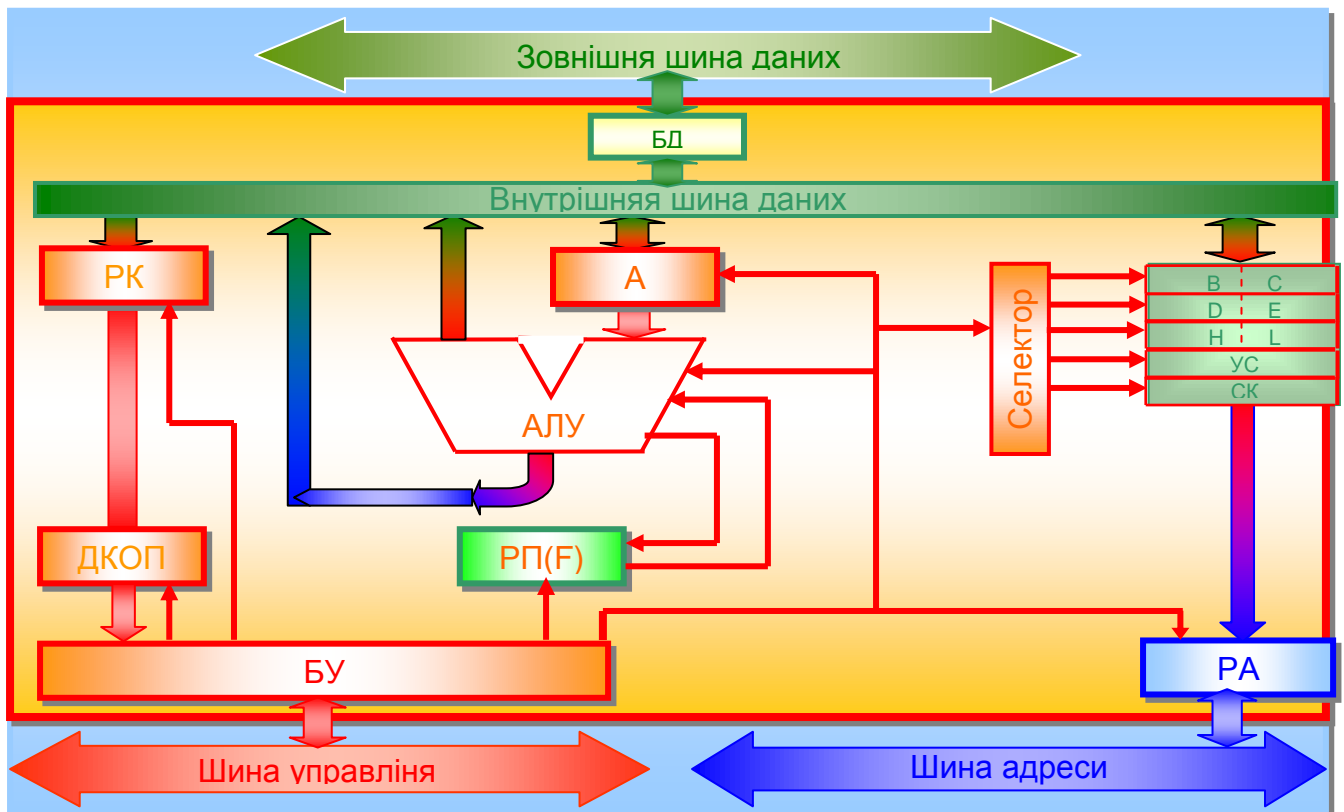 Зовнішня шина даних
БД
Внутрішняя шина даних
РК
А
Селектор
B C
D E
H L
УС
СК
АЛУ
ДКОП
РП(F)
БУ
РА
Шина управліня
Шина адреси